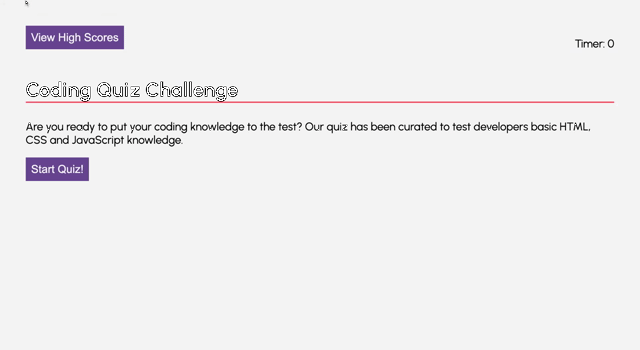 View High Scores
Timer: 0
Coding Quiz Challenge
Are you ready to put your coding knowledge to the test? Our quiz has been curated to test developers basic HTML,
CSS and JavaScript knowledge.
Start Quiz!